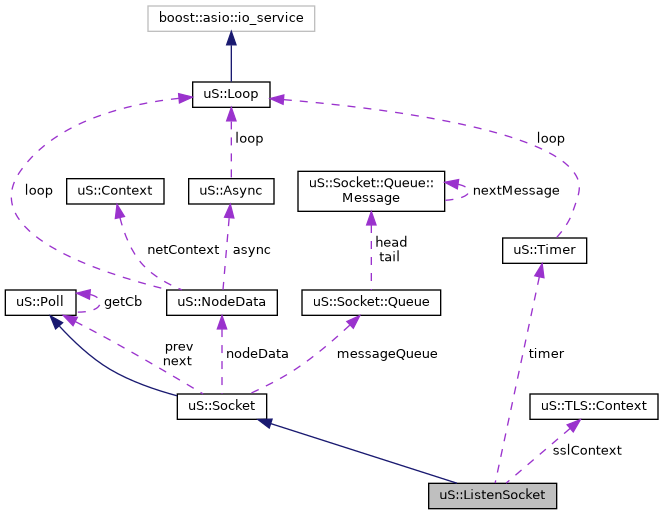 boost::asio::io_service
uS::Loop
loop
loop
loop
uS::Context
uS::Async
uS::Socket::Queue::
Message
nextMessage
netContext
async
head
tail
uS::Timer
uS::Poll
getCb
uS::NodeData
uS::Socket::Queue
prev
next
nodeData
messageQueue
timer
uS::Socket
uS::TLS::Context
sslContext
uS::ListenSocket